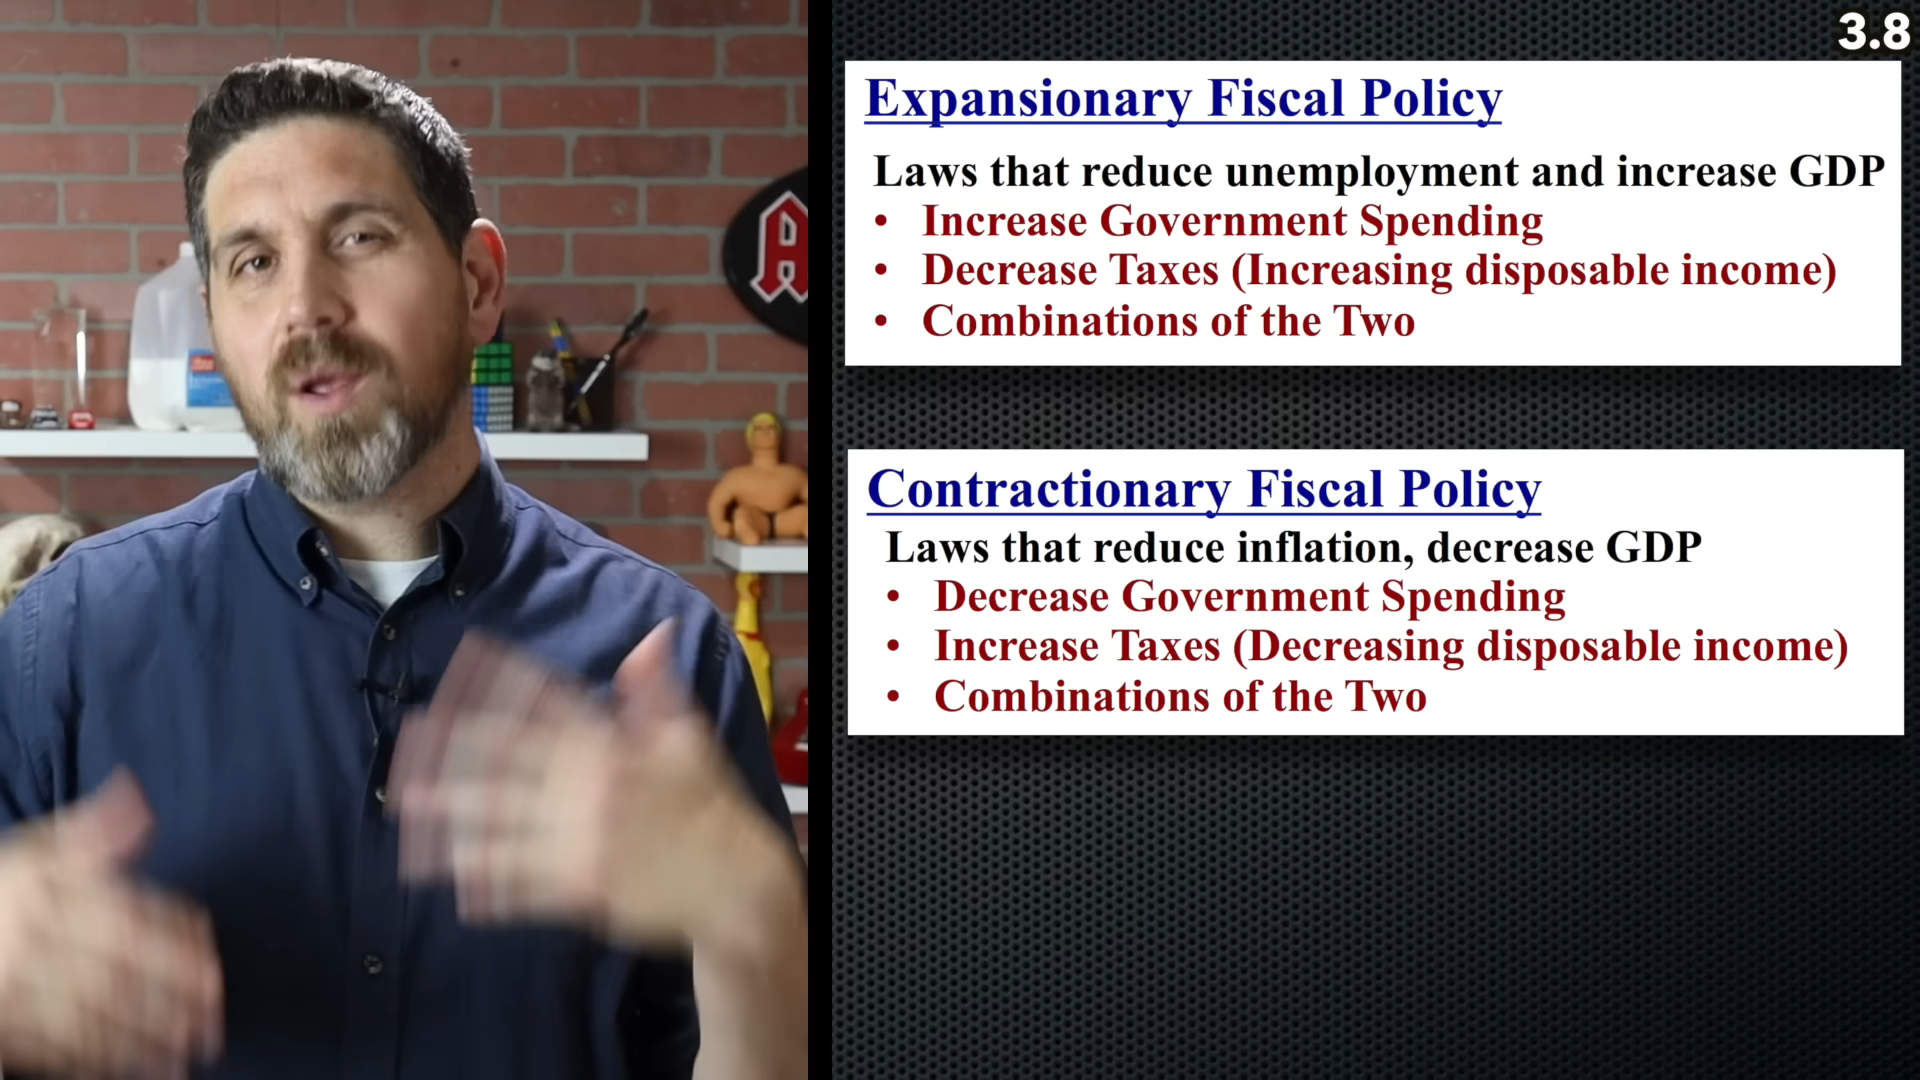 3.8
Expansionary Fiscal Policy
Laws that reduce unemployment and increase GDP
• Increase Government Spending
• Decrease Taxes (Increasing disposable income)
• Combinations of the Two
Contractionary Fiscal Policy
Laws that reduce inflation, decrease GDP
• Decrease Government Spending
• Increase Taxes (Decreasing disposable income)
• Combinations of the Two
A